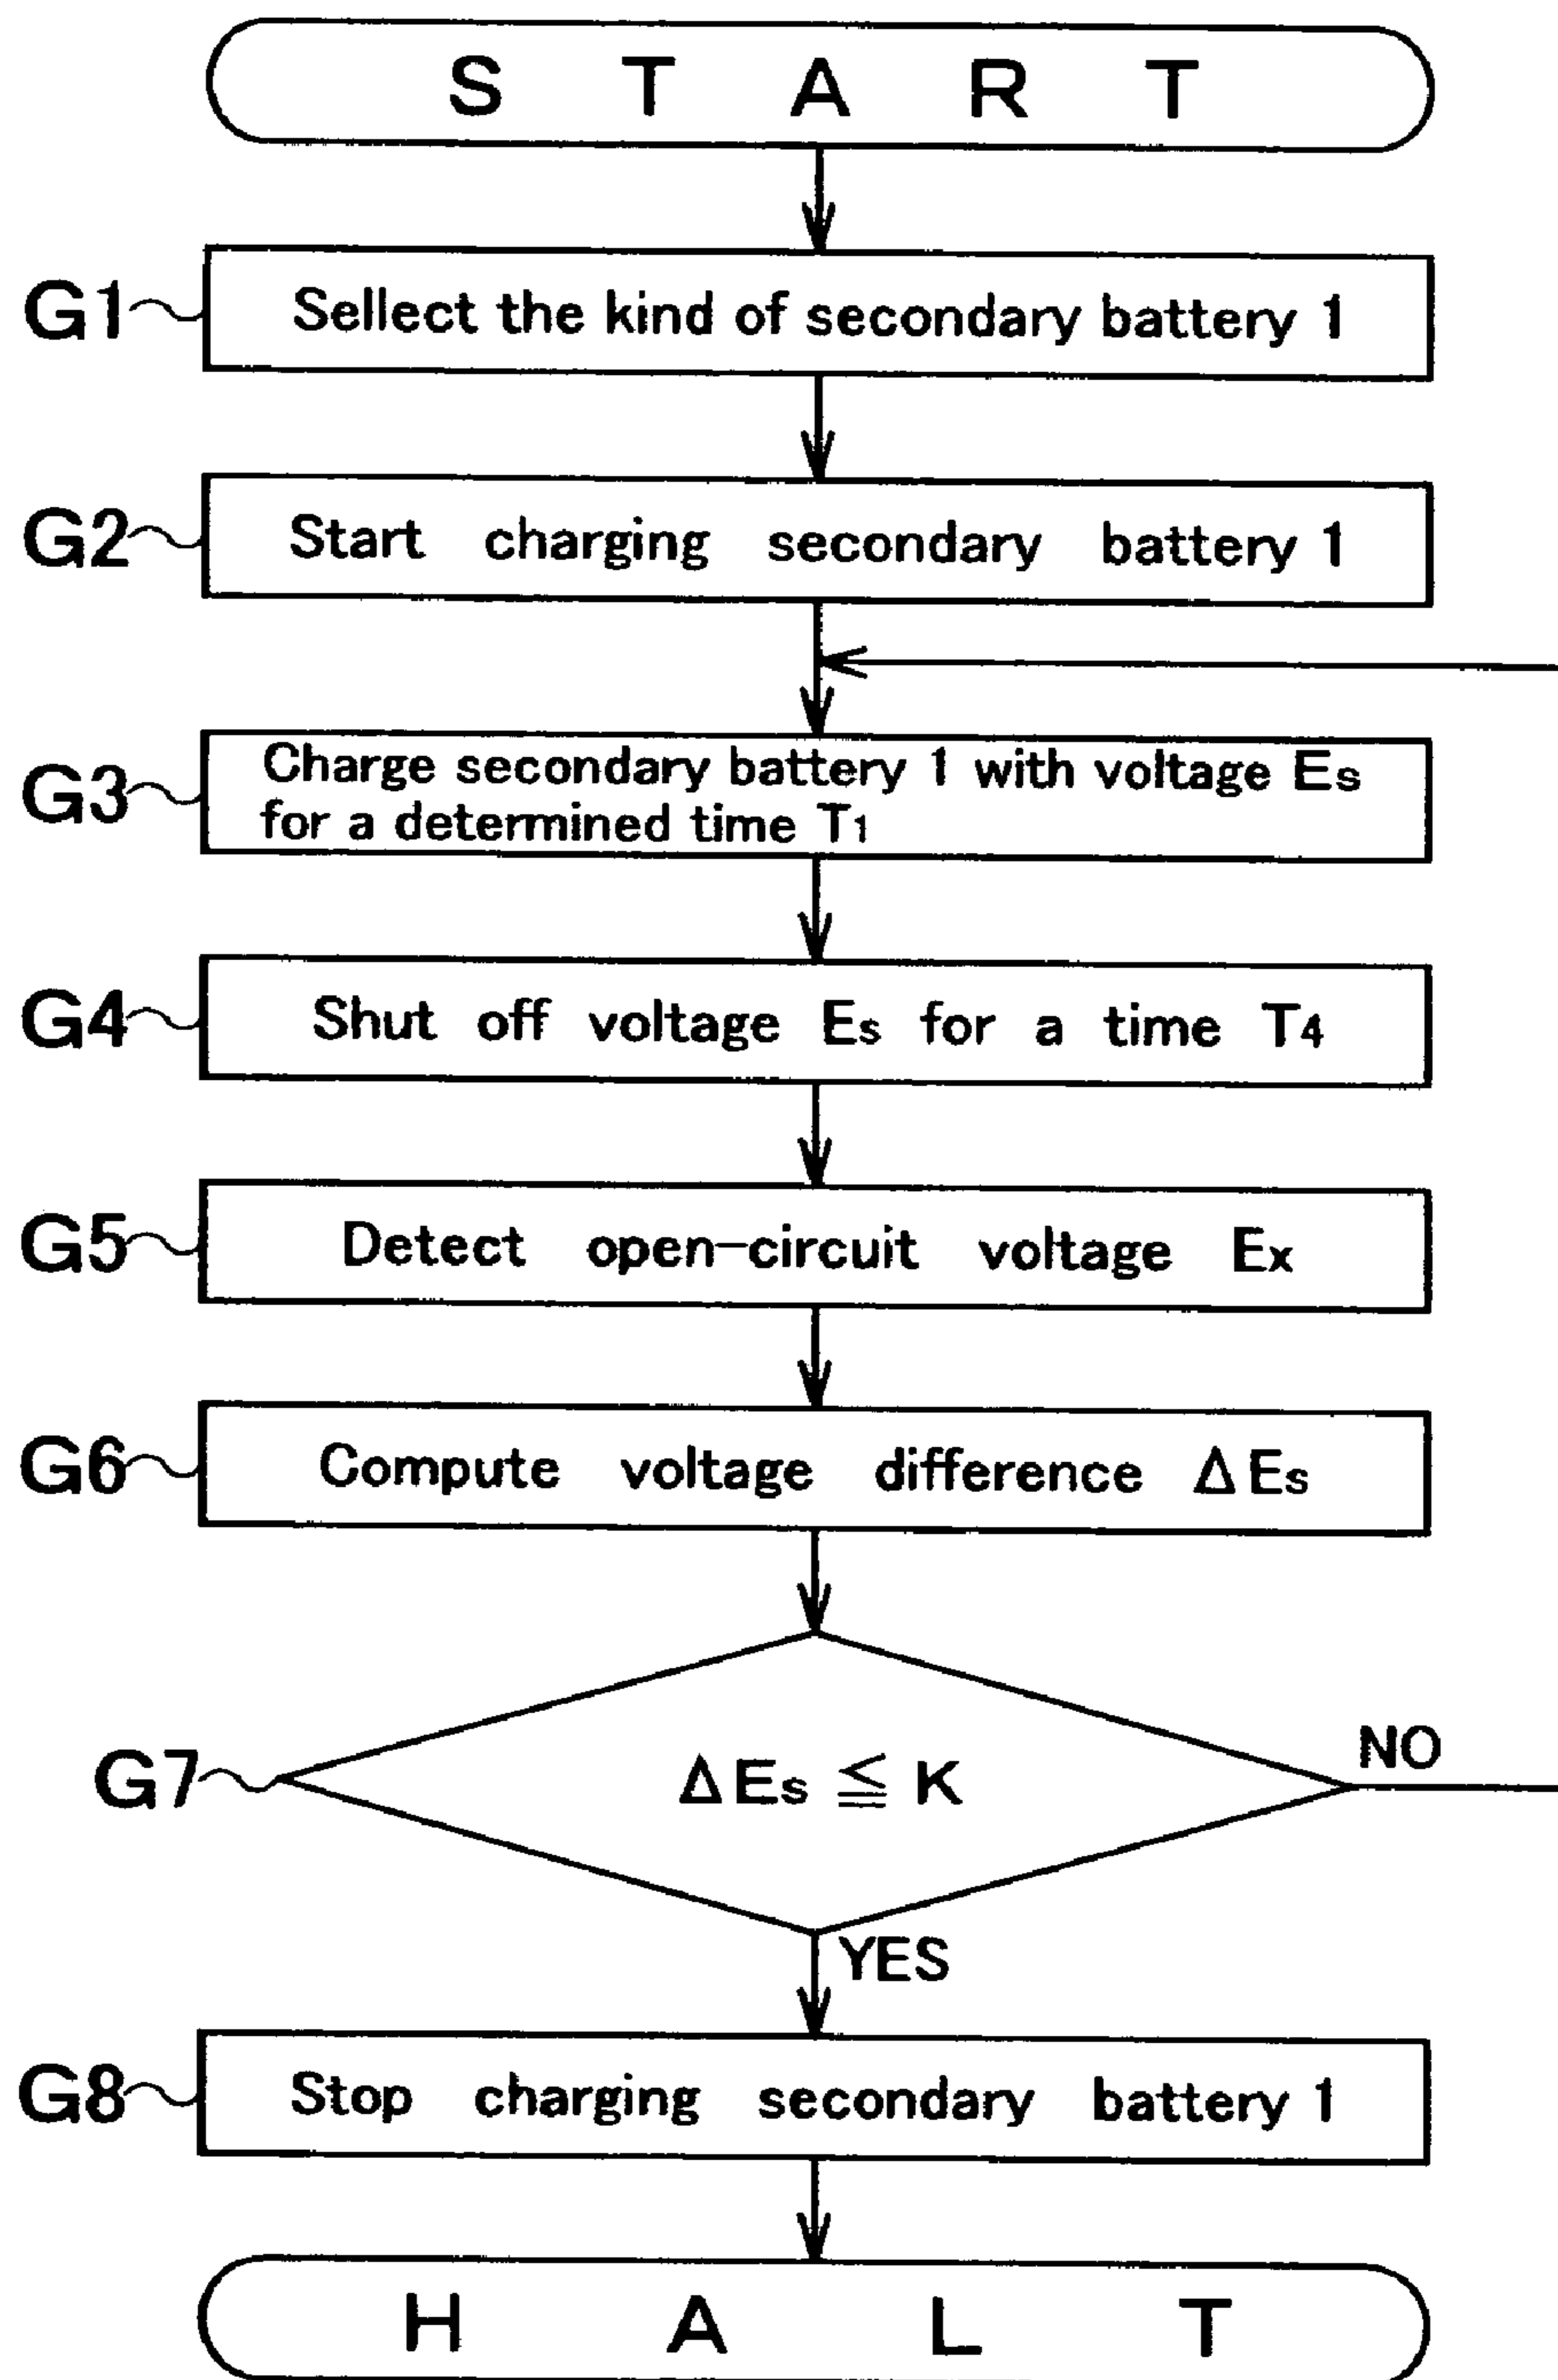 START
G1 Sellect the kind of secondary battery 1
G2 Start charging secondary battery 1
G3 Charge secondary battery 1 with voltage Es
for a determined time T1
G4 Shut off voltage Es for a time T4
G5 Detect open-circuit voltage Ex
G6 Compute voltage difference ΔEs
G7 ΔEs ≦ K
NO
YES
G8 Stop charging secondary battery 1
HALT